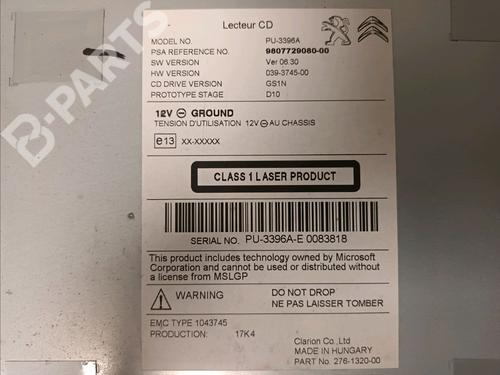 Lecteur CD
MODEL NO. PU-3396A
PSA REFERENCE NO. 9807729080-00
SW VERSION Ver 06.30
HW VERSION 039-3745-00
CD DRIVE VERSION GS1N
PROTOTYPE STAGE D10
12V ⊖ GROUND
TENSION D'UTILISATION 12V ⊖ AU CHASSIS
e13 XX-XXXXX
CLASS 1 LASER PRODUCT
SERIAL NO. PU-3396A-E 0083818
This product includes technology owned by Microsoft
Corporation and cannot be used or distributed without
a license from MSLGP
WARNING DO NOT DROP
NE PAS LAISSER TOMBER
EMC TYPE 1043745
PRODUCTION: 17K4
Clarion Co.,Ltd
MADE IN HUNGARY
PART No. 276-1320-00
B-PARTS